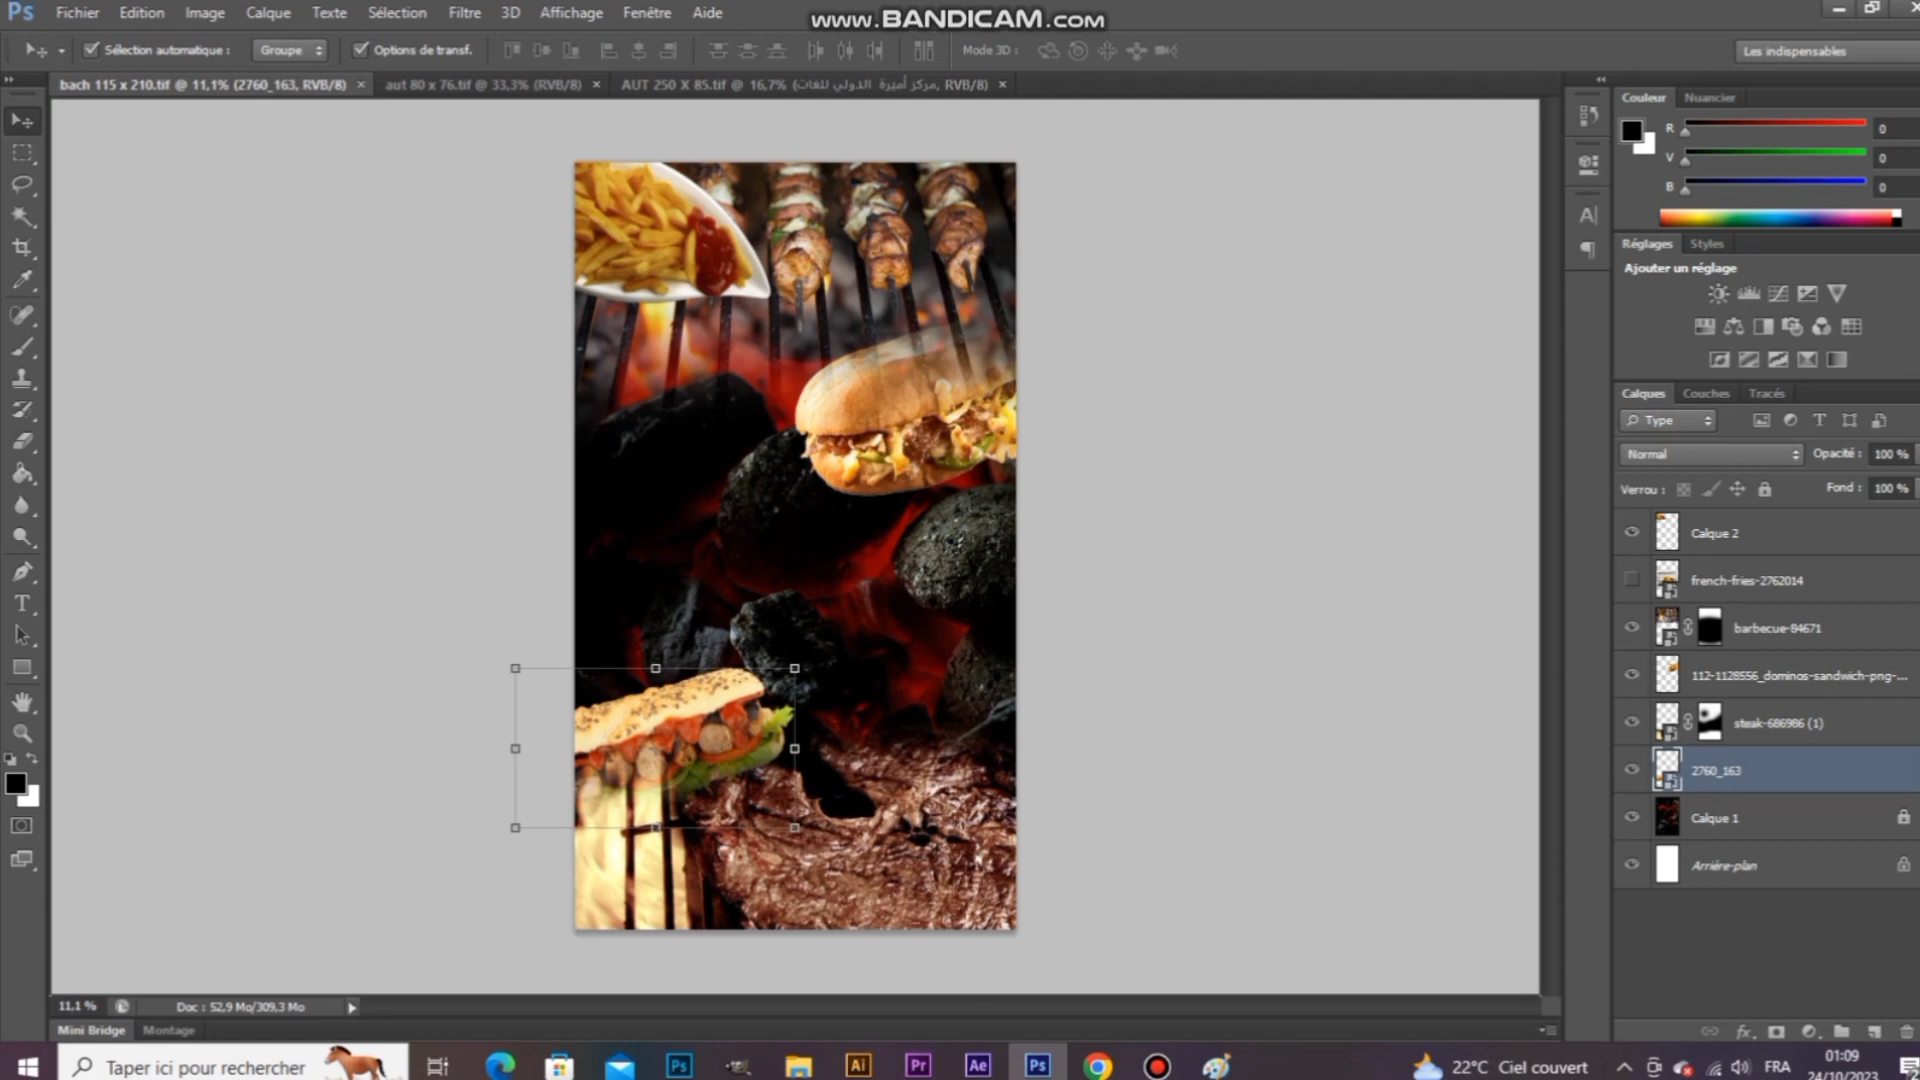 Ps Fichier Edition Image Calque Texte Sélection Filtre 3D Affichage Fenêtre Aide
www.BANDICAM.com
Sélection automatique : Groupe Options de transf. Mode 3D : Les indispensables
bach 115 x 210.tif @ 11,1% (2760_163, RVB/8) × aut 80 x 76.tif @ 33,3% (RVB/8) × AUT 250 X 85.tif @ 16,7% (مركز أميرة الدولي للغات, RVB/8) ×
Couleur Nuancier
R 0
V 0
B 0
Réglages Styles
Ajouter un réglage
Calques Couches Tracés
Type
Normal Opacité : 100 %
Verrou : Fond : 100 %
Calque 2
french-fries-2762014
barbecue-84671
112-1128556_dominos-sandwich-png-...
steak-686986 (1)
2760_163
Calque 1
Arrière-plan
11,1 % Doc : 52,9 Mo/309,3 Mo
Mini Bridge Montage
Taper ici pour rechercher
Ps Ai Pr Ae Ps
22°C Ciel couvert FRA 01:09
24/10/2023